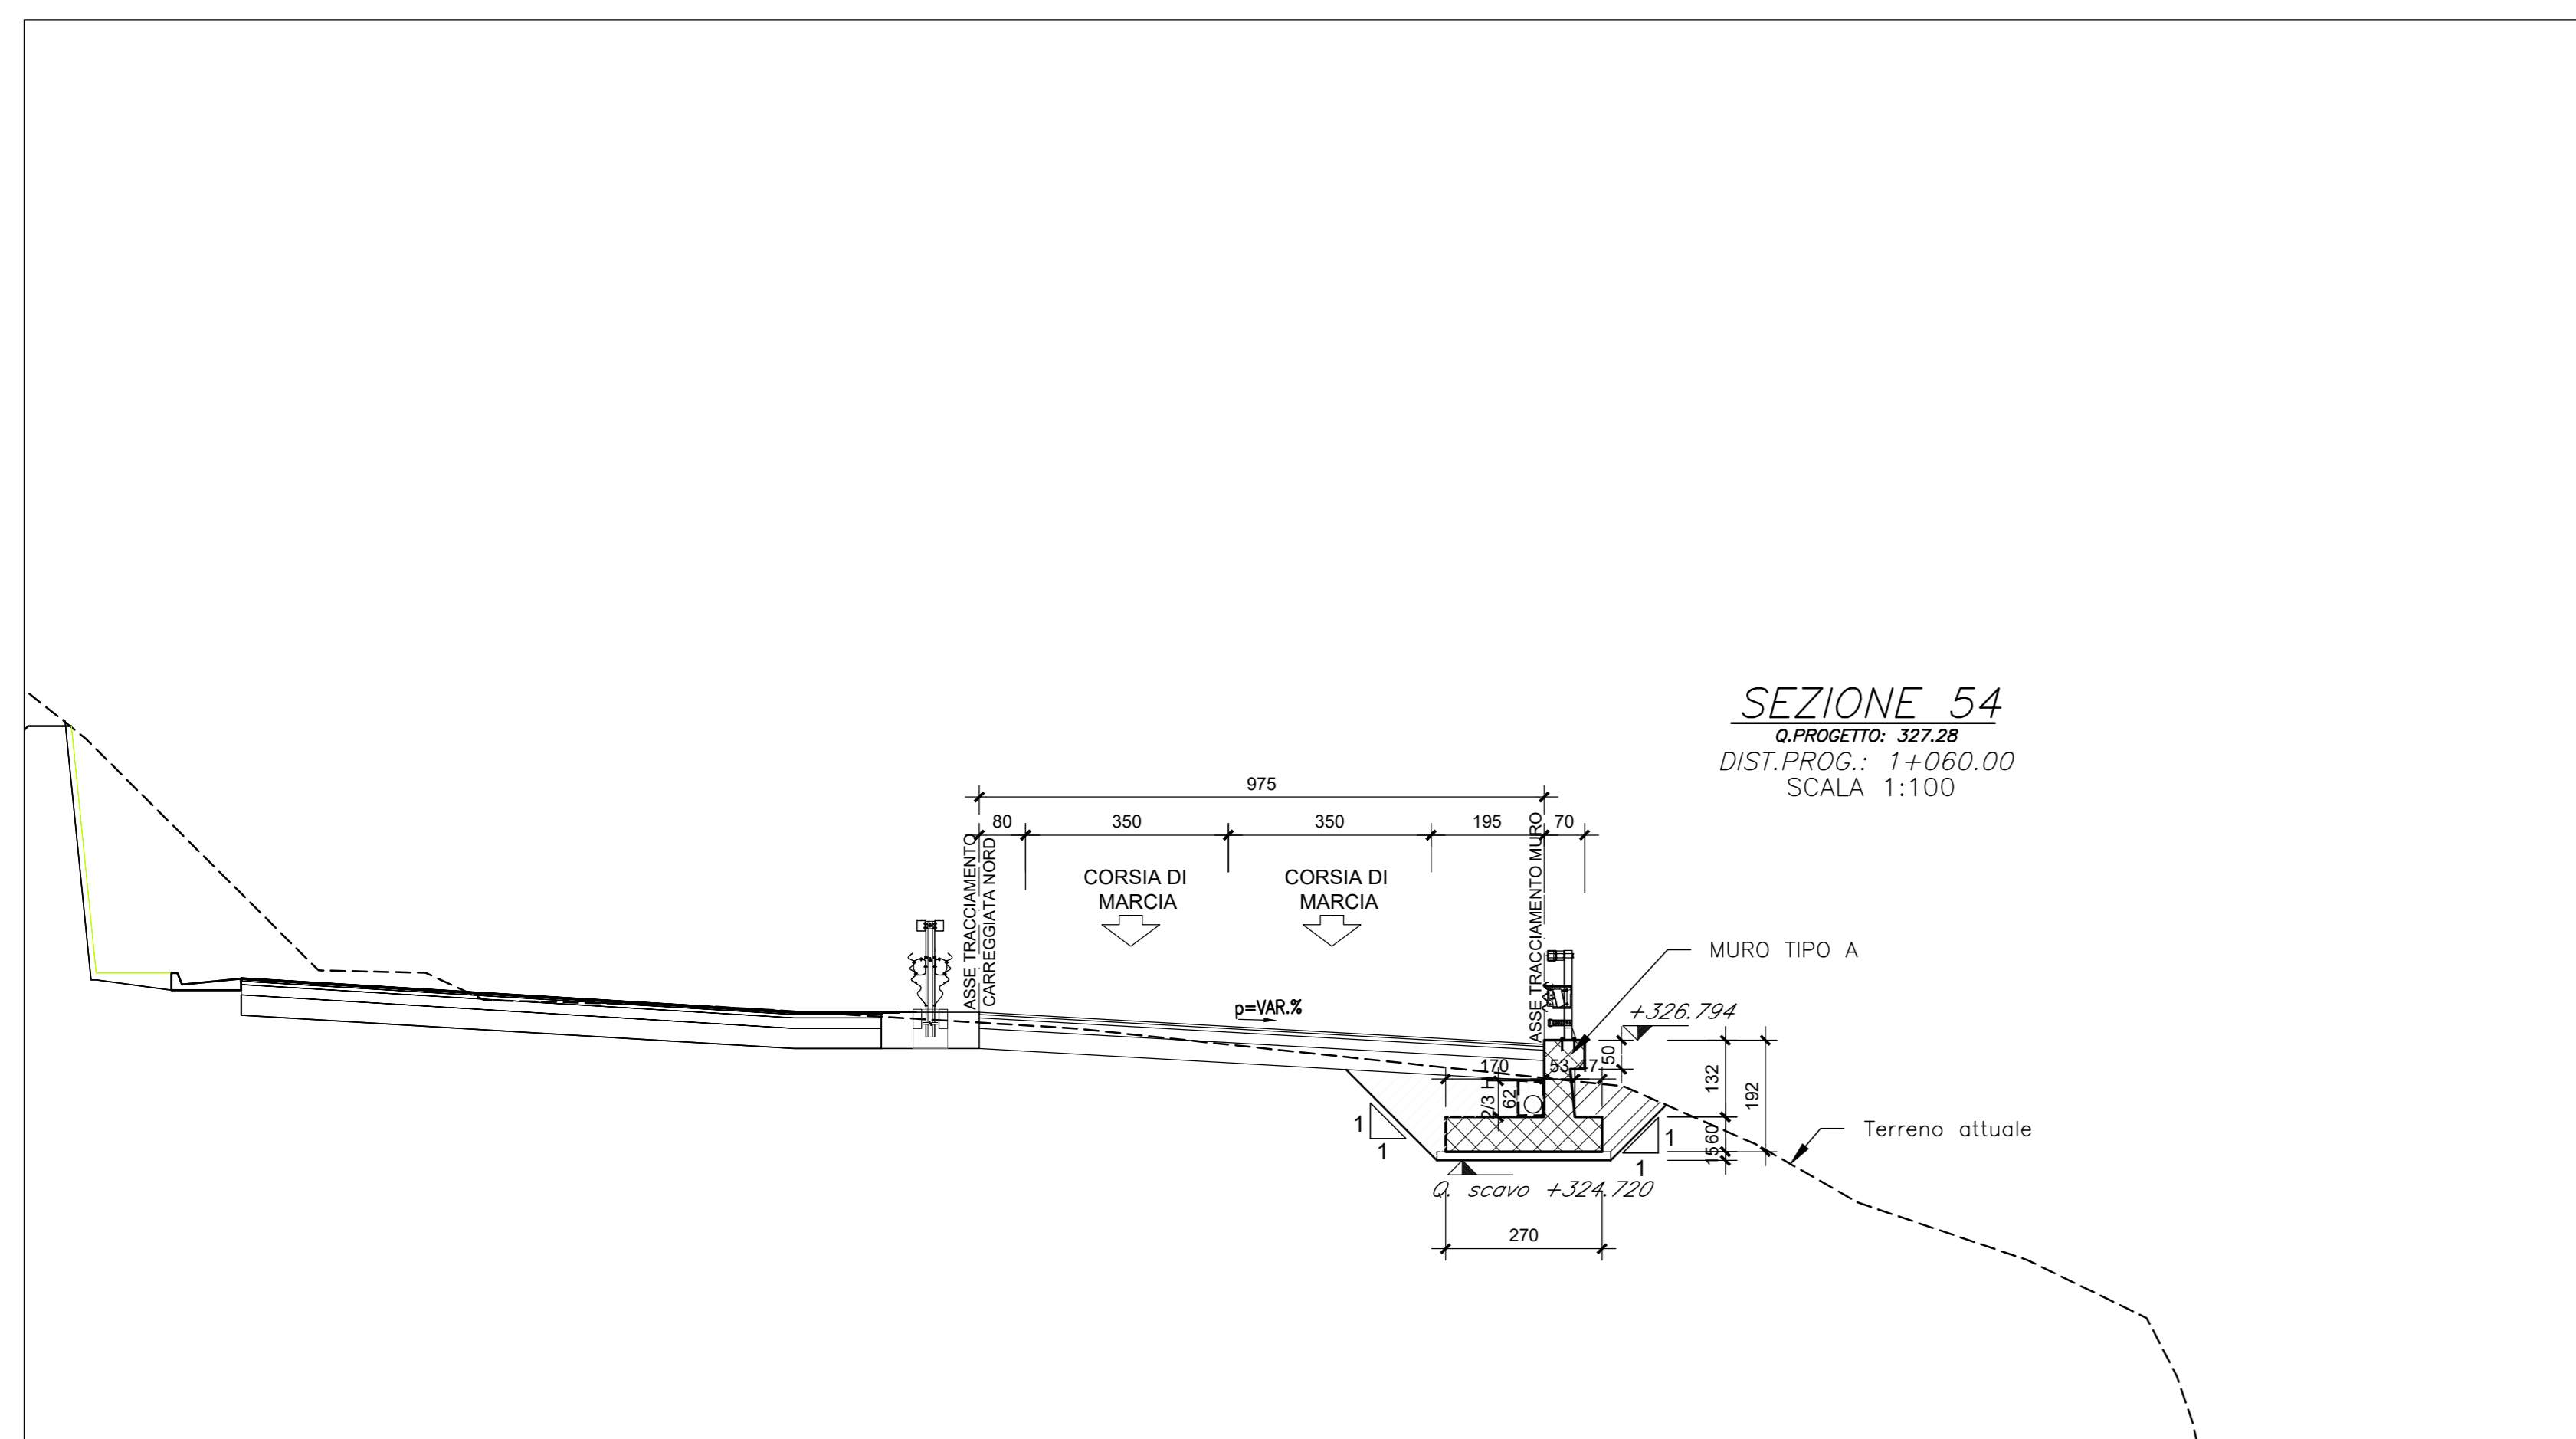 SEZIONE 54
Q.PROGETTO: 327.28
DIST.PROG.: 1+060.00
SCALA 1:100
975
80
350
350
195
70
ASSE TRACCIAMENTO
CARREGGIATA NORD
CORSIA DI
MARCIA
CORSIA DI
MARCIA
ASSE TRACCIAMENTO MURO
MURO TIPO A
p=VAR.%
+326.794
170
53
47
50
2/3 H
62
132
192
60
15
1
1
1
1
Terreno attuale
Q. scavo +324.720
270